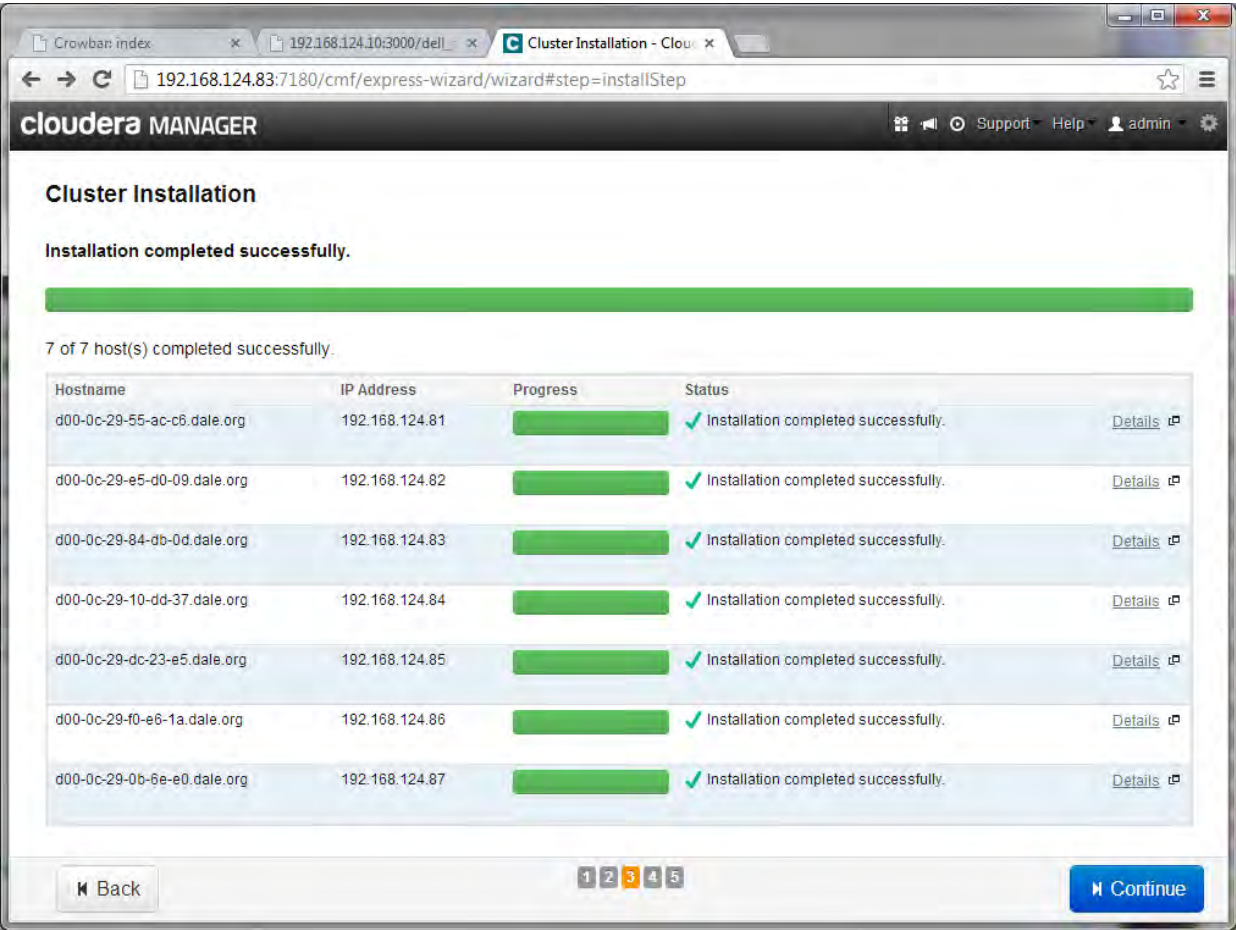 Crowbar: index
192.168.124.10:3000/dell_
Cluster Installation - Clou
192.168.124.83:7180/cmf/express-wizard/wizard#step=installStep
cloudera MANAGER
Support Help admin
Cluster Installation
Installation completed successfully.
7 of 7 host(s) completed successfully.
Hostname IP Address Progress Status
d00-0c-29-55-ac-c6.dale.org 192.168.124.81 Installation completed successfully. Details
d00-0c-29-e5-d0-09.dale.org 192.168.124.82 Installation completed successfully. Details
d00-0c-29-84-db-0d.dale.org 192.168.124.83 Installation completed successfully. Details
d00-0c-29-10-dd-37.dale.org 192.168.124.84 Installation completed successfully. Details
d00-0c-29-dc-23-e5.dale.org 192.168.124.85 Installation completed successfully. Details
d00-0c-29-f0-e6-1a.dale.org 192.168.124.86 Installation completed successfully. Details
d00-0c-29-0b-6e-e0.dale.org 192.168.124.87 Installation completed successfully. Details
Back
1 2 3 4 5
Continue